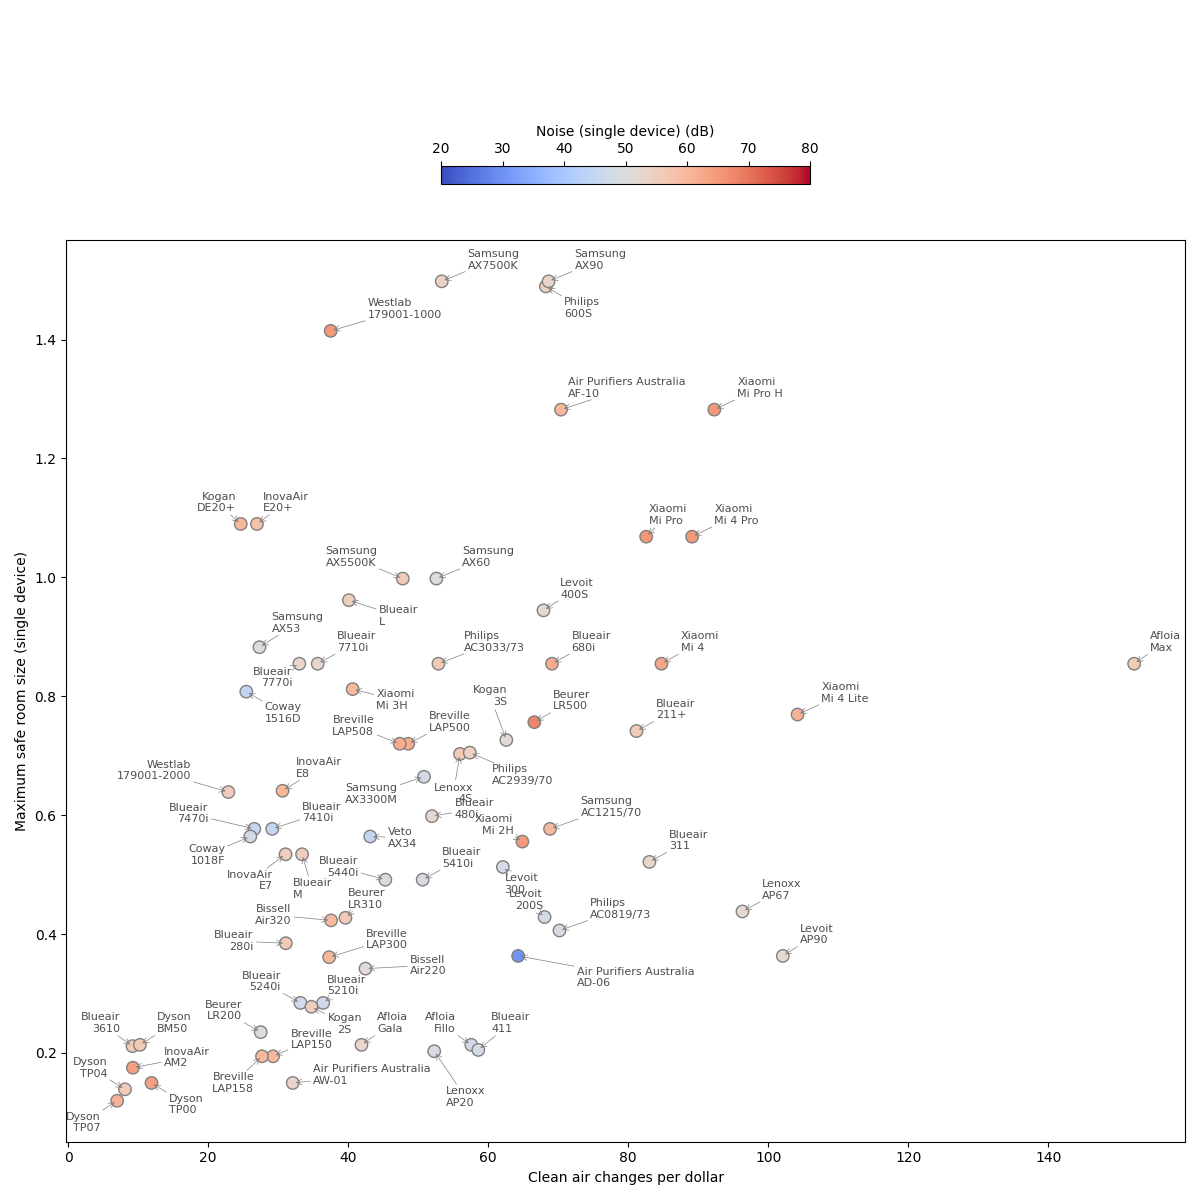 Noise (single device) (dB)
20 30 40 50 60 70 80
Samsung
AX7500K
Samsung
AX90
Philips
600S
Westlab
179001-1000
Air Purifiers Australia
AF-10
Xiaomi
Mi Pro H
Kogan
DE20+
InovaAir
E20+
Xiaomi
Mi Pro
Xiaomi
Mi 4 Pro
Samsung
AX5500K
Samsung
AX60
Levoit
400S
Blueair
L
Samsung
AX53
Blueair
7710i
Blueair
7770i
Philips
AC3033/73
Blueair
680i
Xiaomi
Mi 4
Afloia
Max
Coway
1516D
Xiaomi
Mi 3H
Kogan
3S
Beurer
LR500
Blueair
211+
Xiaomi
Mi 4 Lite
Breville
LAP508
Breville
LAP500
Philips
AC2939/70
Lenoxx
4S
Westlab
179001-2000
InovaAir
E8
Samsung
AX3300M
Blueair
480i
Blueair
7470i
Blueair
7410i
Xiaomi
Mi 2H
Samsung
AC1215/70
Coway
1018F
Veto
AX34
Blueair
311
InovaAir
E7
Blueair
M
Blueair
5440i
Blueair
5410i
Levoit
300
Levoit
200S
Beurer
LR310
Bissell
Air320
Philips
AC0819/73
Lenoxx
AP67
Levoit
AP90
Blueair
280i
Breville
LAP300
Bissell
Air220
Air Purifiers Australia
AD-06
Blueair
5240i
Blueair
5210i
Kogan
2S
Beurer
LR200
Blueair
3610
Dyson
BM50
Breville
LAP150
Afloia
Gala
Afloia
Fillo
Blueair
411
InovaAir
AM2
Dyson
TP04
Breville
LAP158
Air Purifiers Australia
AW-01
Lenoxx
AP20
Dyson
TP00
Dyson
TP07
1.4
1.2
1.0
0.8
0.6
0.4
0.2
Maximum safe room size (single device)
0 20 40 60 80 100 120 140
Clean air changes per dollar